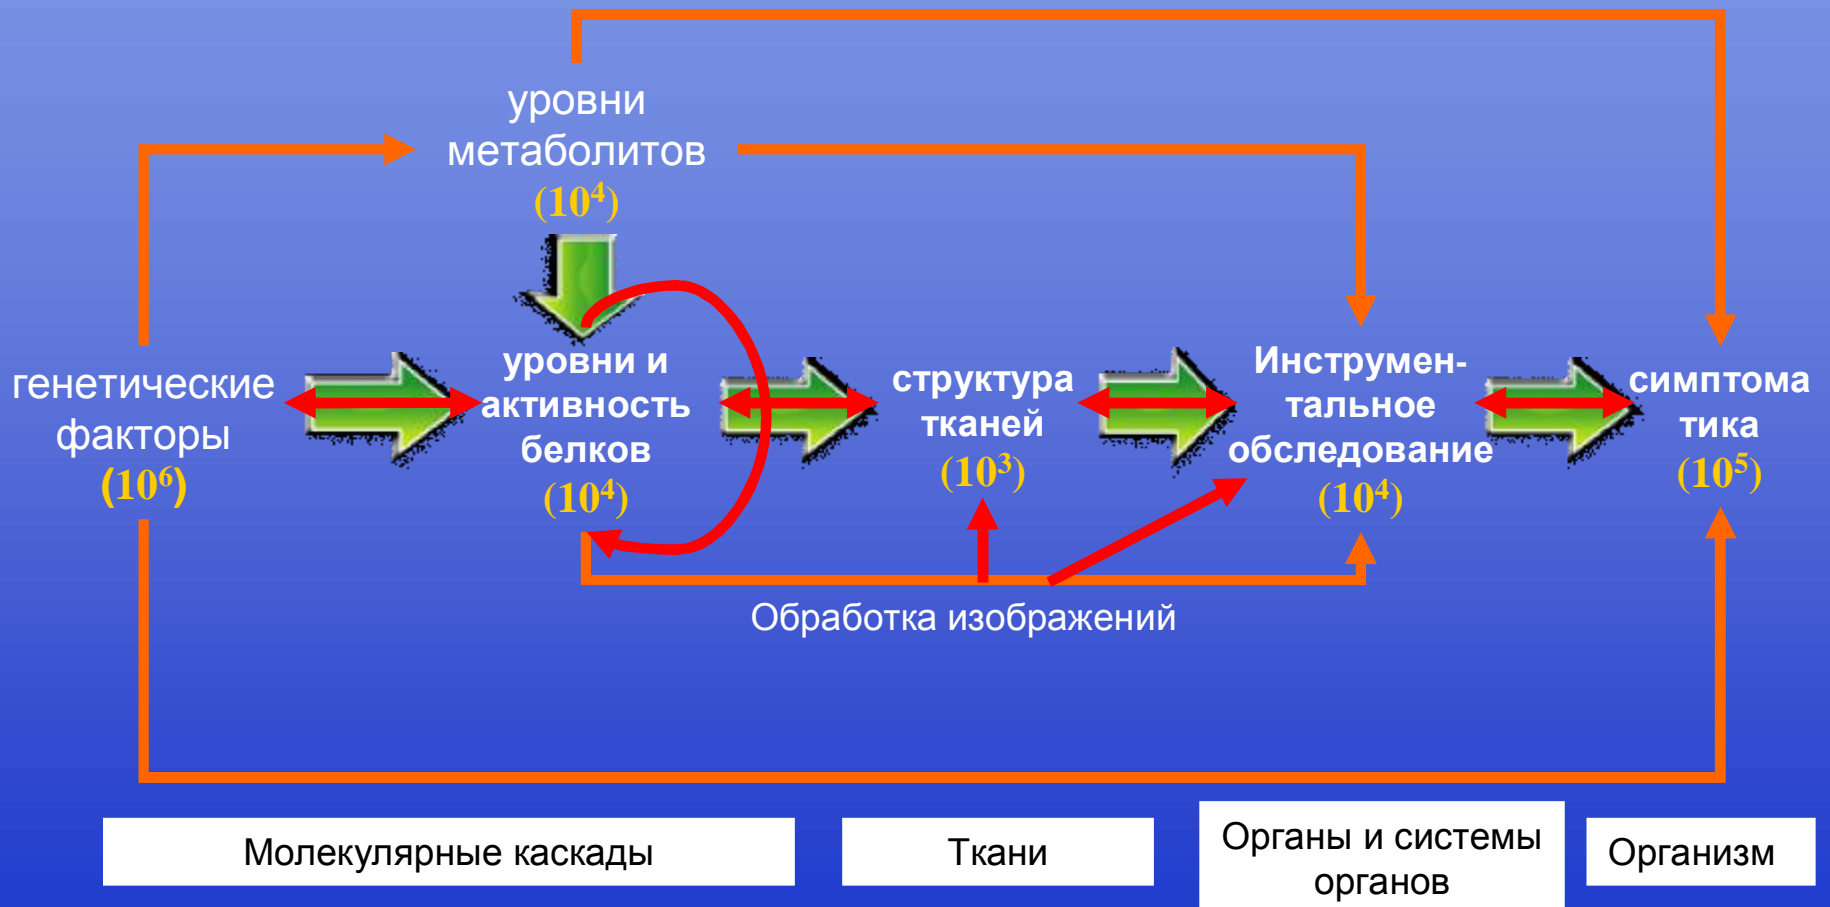 уровни
метаболитов
(10⁴)
генетические
факторы
(10⁶)
уровни и
активность
белков
(10⁴)
структура
тканей
(10³)
Инструмен-
тальное
обследование
(10⁴)
симптома
тика
(10⁵)
Обработка изображений
Молекулярные каскады
Ткани
Органы и системы
органов
Организм